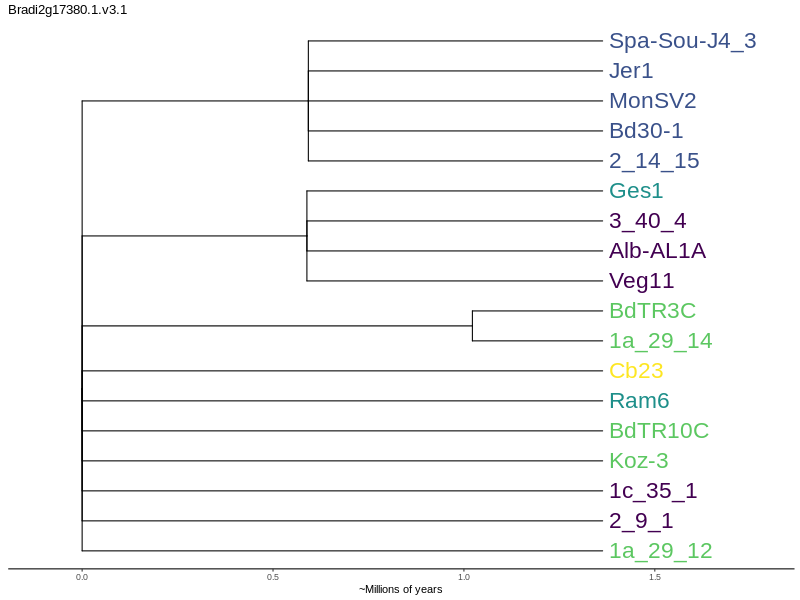 Bradi2g17380.1.v3.1
Spa-Sou-J4_3
Jer1
MonSV2
Bd30-1
2_14_15
Ges1
3_40_4
Alb-AL1A
Veg11
BdTR3C
1a_29_14
Cb23
Ram6
BdTR10C
Koz-3
1c_35_1
2_9_1
1a_29_12
0.0 0.5 1.0 1.5
~Millions of years